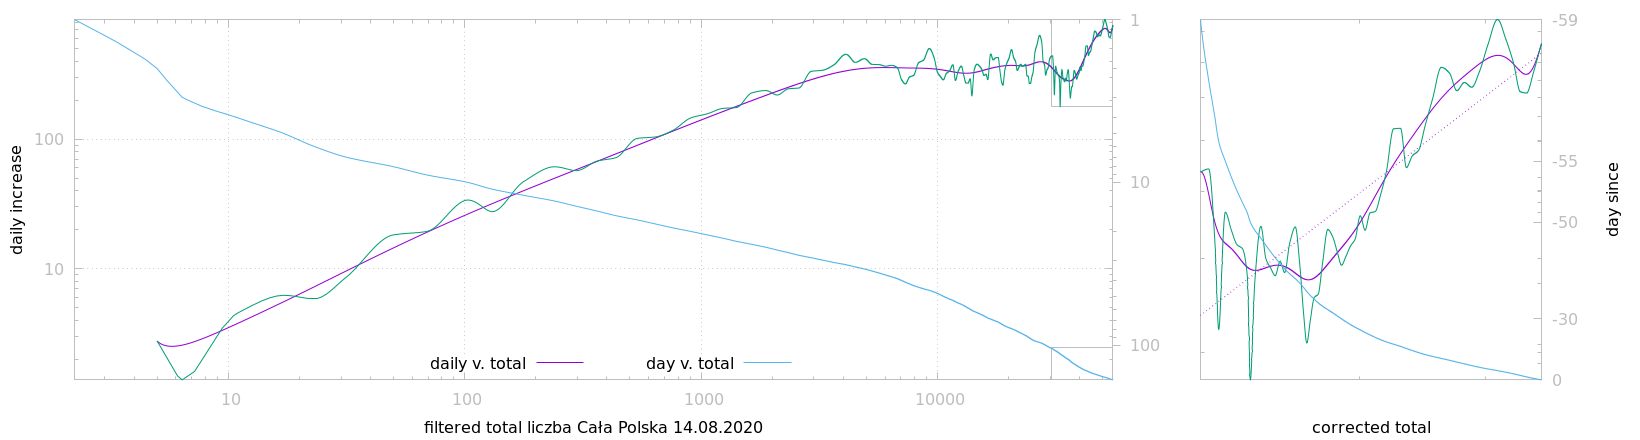 1
-59
100
10
10
-55
-50
-30
0
100
daily increase
day since
daily v. total
day v. total
10
100
1000
10000
filtered total liczba Cała Polska 14.08.2020
corrected total